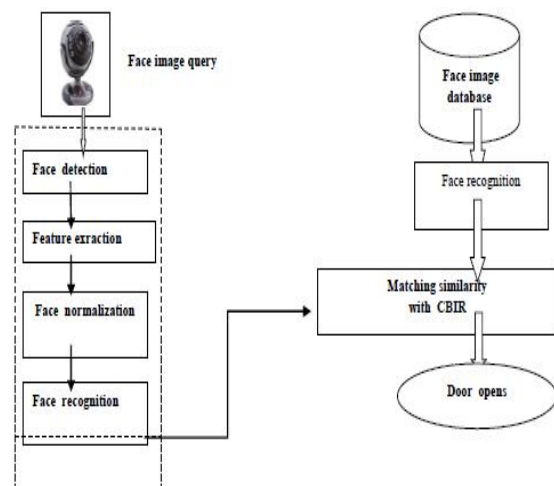 Face image query
Face detection
Feature exraction
Face normalization
Face recognition
Face image
database
Face recognition
Matching similarity
with CBIR
Door opens